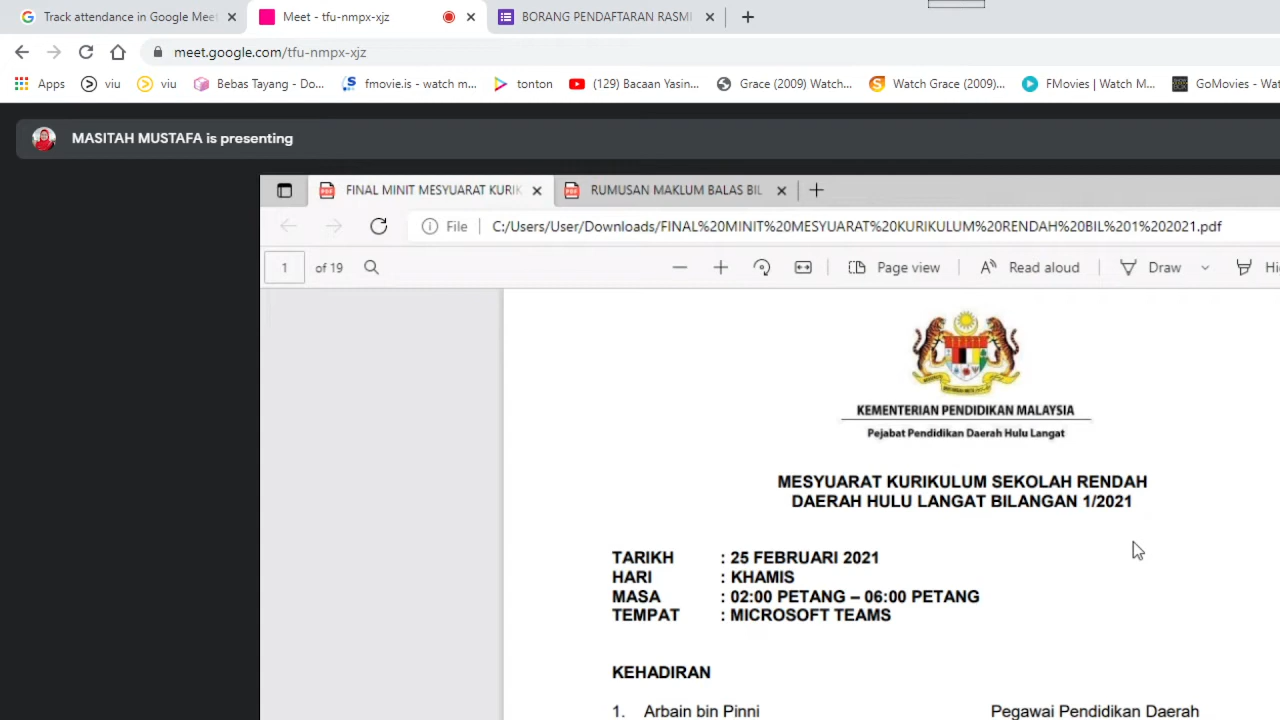 Track attendance in Google Meet
Meet - tfu-nmpx-xjz
BORANG PENDAFTARAN RASMI
meet.google.com/tfu-nmpx-xjz
Apps viu viu Bebas Tayang - Do... fmovie.is - watch m... tonton (129) Bacaan Yasin... Grace (2009) Watch... Watch Grace (2009)... FMovies | Watch M... GoMovies - Wat
MASITAH MUSTAFA is presenting
FINAL MINIT MESYUARAT KURIK
RUMUSAN MAKLUM BALAS BIL
File C:/Users/User/Downloads/FINAL%20MINIT%20MESYUARAT%20KURIKULUM%20RENDAH%20BIL%201%202021.pdf
1 of 19 Page view Read aloud Draw Hi
KEMENTERIAN PENDIDIKAN MALAYSIA
Pejabat Pendidikan Daerah Hulu Langat
MESYUARAT KURIKULUM SEKOLAH RENDAH
DAERAH HULU LANGAT BILANGAN 1/2021
TARIKH : 25 FEBRUARI 2021
HARI : KHAMIS
MASA : 02:00 PETANG – 06:00 PETANG
TEMPAT : MICROSOFT TEAMS
KEHADIRAN
1. Arbain bin Pinni Pegawai Pendidikan Daerah